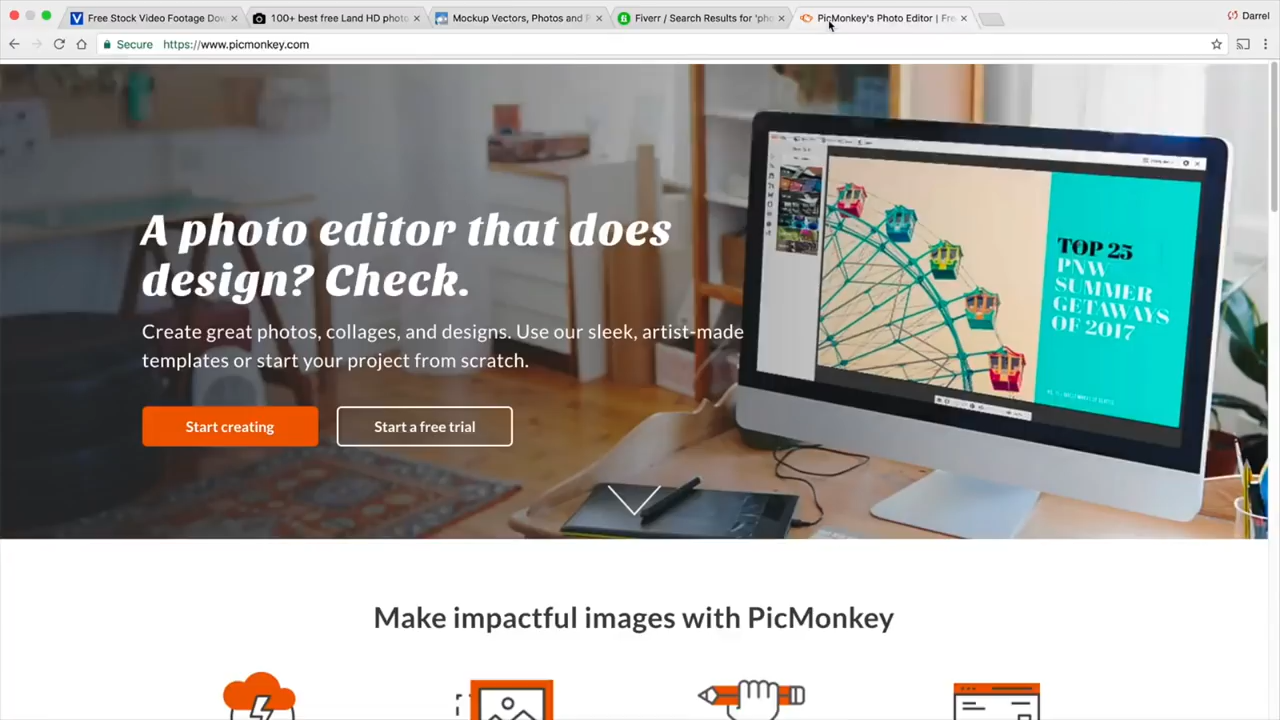 Free Stock Video Footage Dow
100+ best free Land HD photo
Mockup Vectors, Photos and P
Fiverr / Search Results for 'pho
PicMonkey's Photo Editor | Fre
Darrel
Secure
https://www.picmonkey.com
A photo editor that does
design? Check.
Create great photos, collages, and designs. Use our sleek, artist-made
templates or start your project from scratch.
Start creating
Start a free trial
TOP 25
PNW
SUMMER
GETAWAYS
OF 2017
Make impactful images with PicMonkey